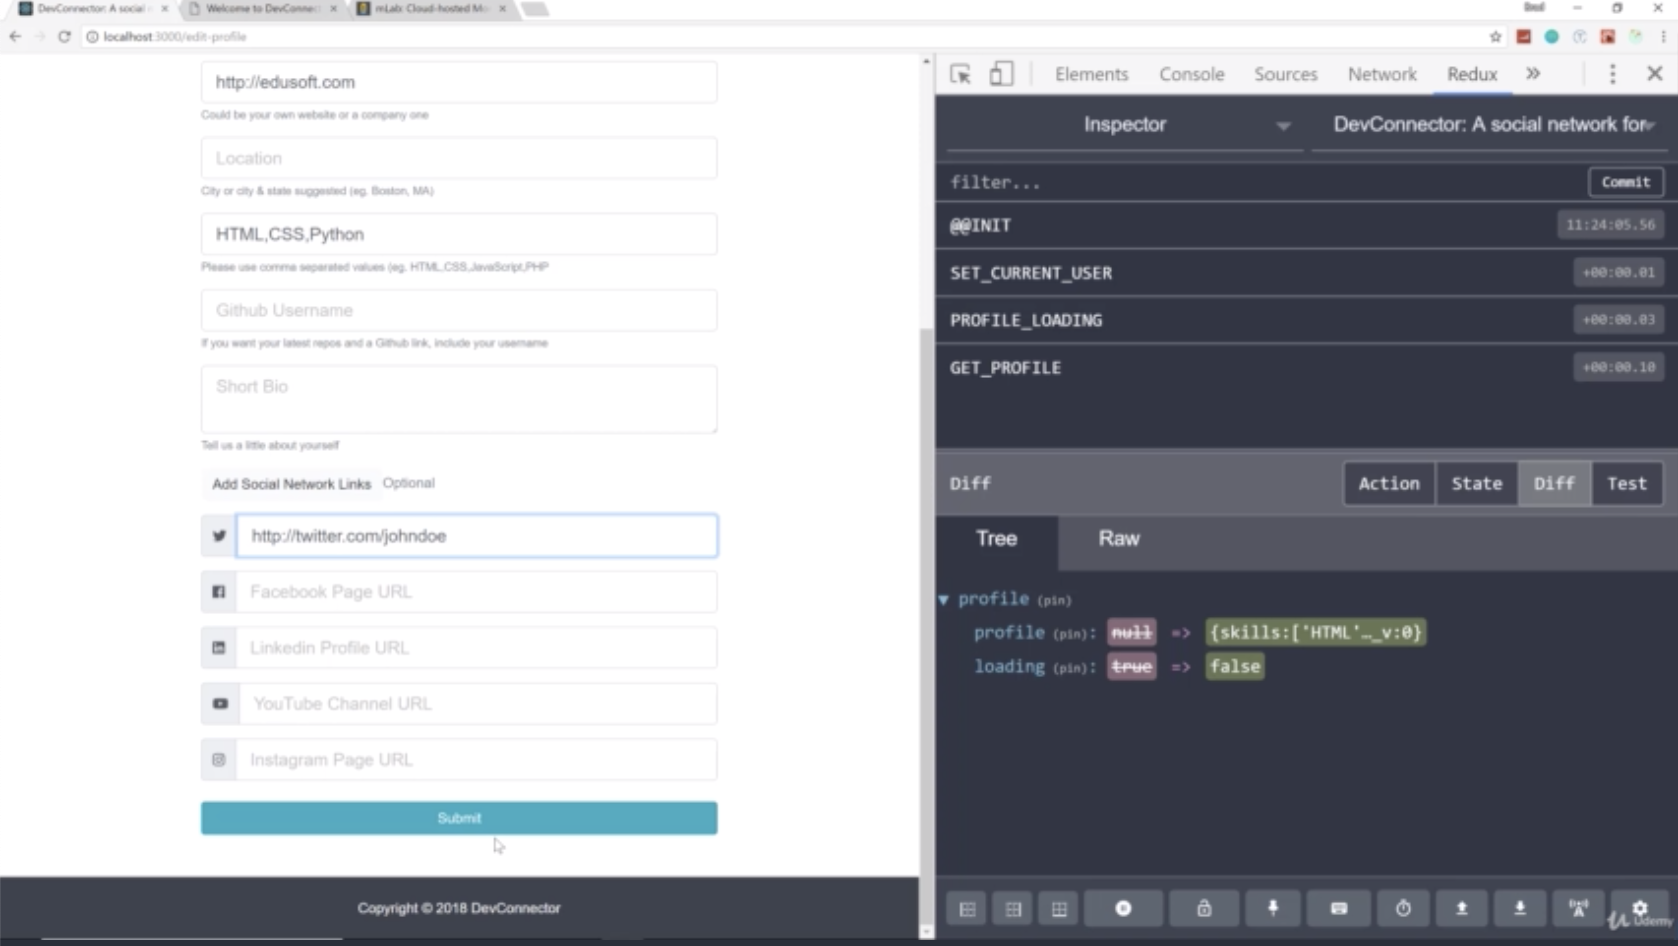 DevConnector: A social n
Welcome to DevConnec
mLab: Cloud-hosted Mo
localhost:3000/edit-profile
http://edusoft.com
Could be your own website or a company one
Location
City or city & state suggested (eg. Boston, MA)
HTML,CSS,Python
Please use comma separated values (eg. HTML,CSS,JavaScript,PHP
Github Username
If you want your latest repos and a Github link, include your username
Short Bio
Tell us a little about yourself
Add Social Network Links Optional
http://twitter.com/johndoe
Facebook Page URL
Linkedin Profile URL
YouTube Channel URL
Instagram Page URL
Submit
Copyright © 2018 DevConnector
Elements Console Sources Network Redux »
Inspector DevConnector: A social network for
filter... Commit
@@INIT 11:24:05.56
SET_CURRENT_USER +00:00.01
PROFILE_LOADING +00:00.03
GET_PROFILE +00:00.10
Diff Action State Diff Test
Tree Raw
profile (pin)
profile (pin): null => {skills:['HTML'…_v:0}
loading (pin): true => false
Udemy